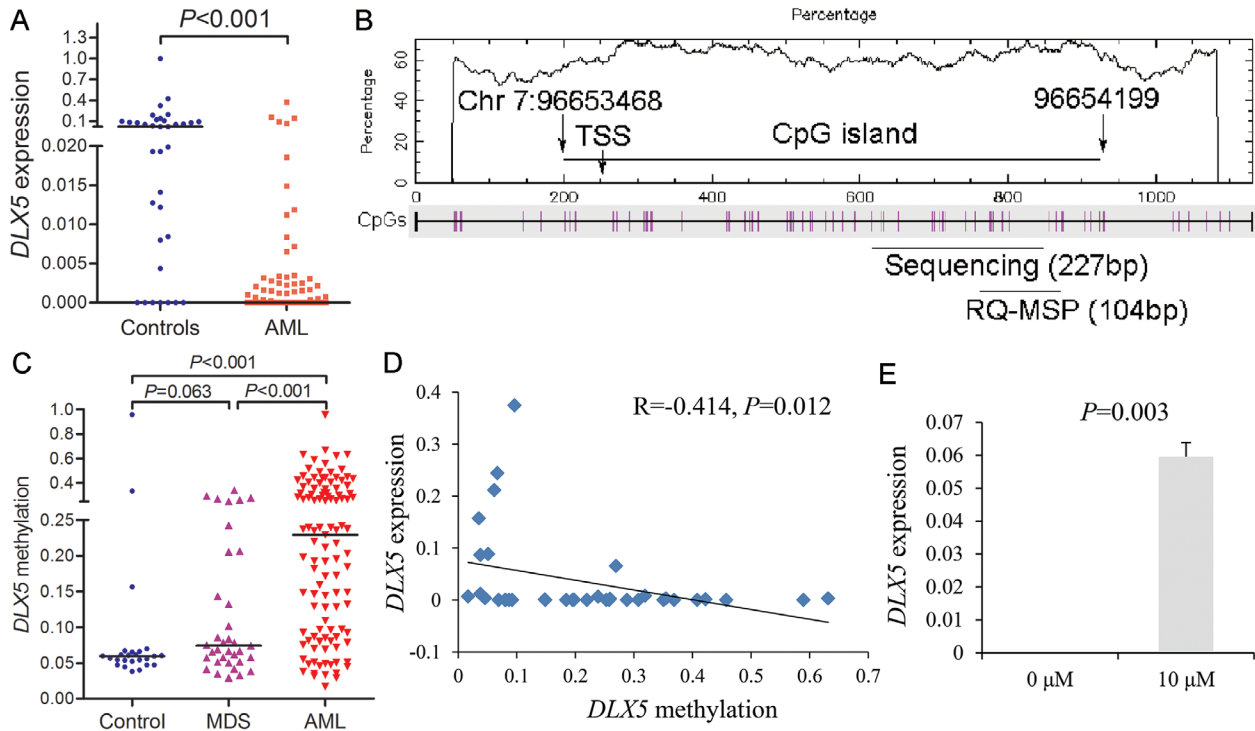 A
P<0.001
DLX5 expression
1.3
1.0
0.7
0.4
0.1
0.020
0.015
0.010
0.005
0.000
Controls AML
B
Percentage
Percentage
60
40
20
0
Chr 7:96653468
96654199
TSS
CpG island
0 200 400 600 800 1000
CpGs
Sequencing (227bp)
RQ-MSP (104bp)
C
P<0.001
P=0.063 P<0.001
DLX5 methylation
1.0
0.8
0.6
0.4
0.25
0.20
0.15
0.10
0.05
0.00
Control MDS AML
D
R=-0.414, P=0.012
DLX5 expression
0.4
0.3
0.2
0.1
0
-0.1
0 0.1 0.2 0.3 0.4 0.5 0.6 0.7
DLX5 methylation
E
P=0.003
DLX5 expression
0.07
0.06
0.05
0.04
0.03
0.02
0.01
0
0 μM 10 μM